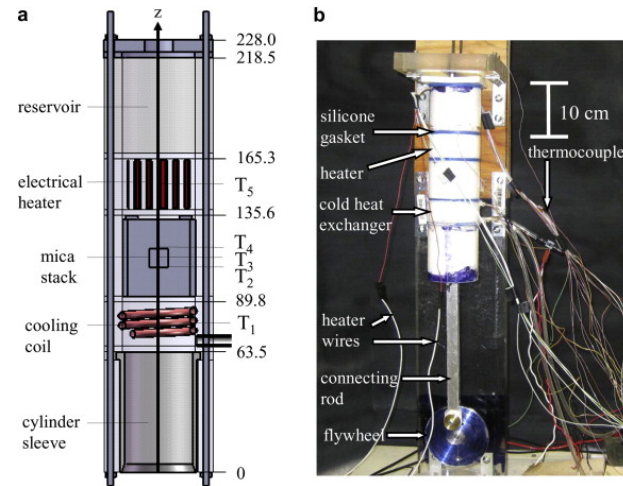 a
z
228.0
218.5
reservoir
165.3
electrical
heater
T5
135.6
T4
mica
stack
T3
T2
89.8
cooling
coil
T1
63.5
cylinder
sleeve
0
b
10 cm
silicone
gasket
thermocouple
heater
cold heat
exchanger
heater
wires
connecting
rod
flywheel